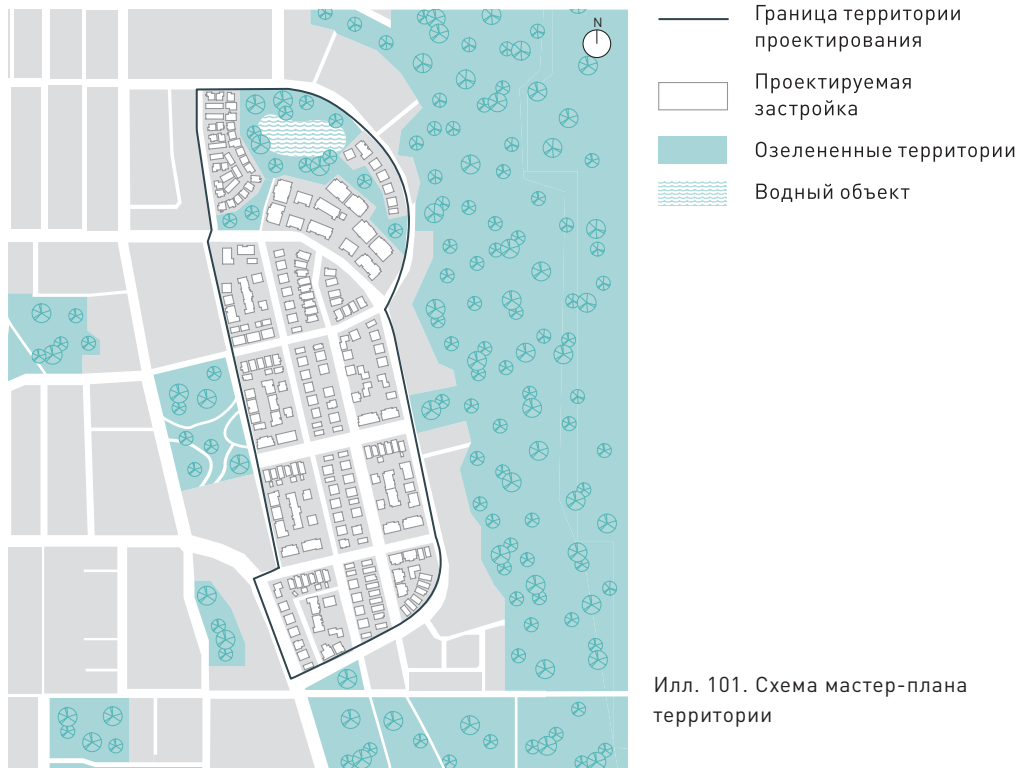 N
Граница территории
проектирования
Проектируемая
застройка
Озелененные территории
Водный объект
Илл. 101. Схема мастер-плана
территории